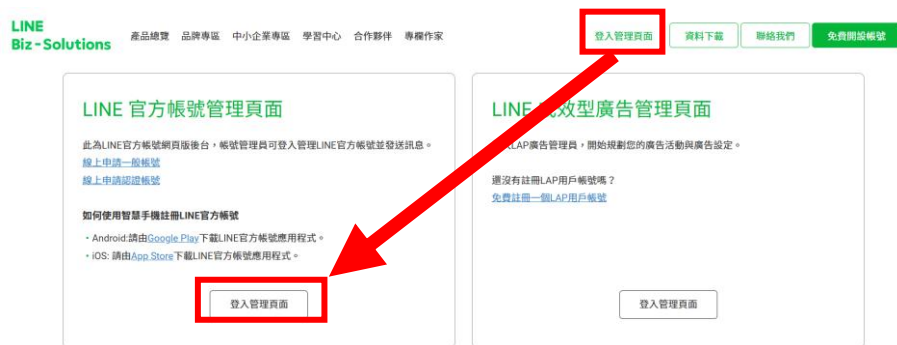 LINE
Biz-Solutions
產品總覽 品牌專區 中小企業專區 學習中心 合作夥伴 專欄作家
登入管理頁面 資料下載 聯絡我們 免費開設帳號
LINE 官方帳號管理頁面
此為LINE官方帳號網頁版後台，帳號管理員可登入管理LINE官方帳號並發送訊息。
線上申請一般帳號
線上申請認證帳號
如何使用智慧手機註冊LINE官方帳號
・Android:請由Google Play下載LINE官方帳號應用程式。
・iOS: 請由App Store下載LINE官方帳號應用程式。
登入管理頁面
LINE 效型廣告管理頁面
LAP廣告管理員，開始規劃您的廣告活動與廣告設定。
還沒有註冊LAP用戶帳號嗎？
免費註冊一個LAP用戶帳號
登入管理頁面